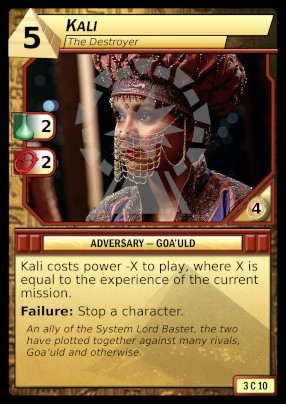 5
KALI
The Destroyer
2
2
4
ADVERSARY – GOA'ULD
Kali costs power -X to play, where X is
equal to the experience of the current
mission.
Failure: Stop a character.
An ally of the System Lord Bastet, the two
have plotted together against many rivals,
Goa'uld and otherwise.
3 C 10